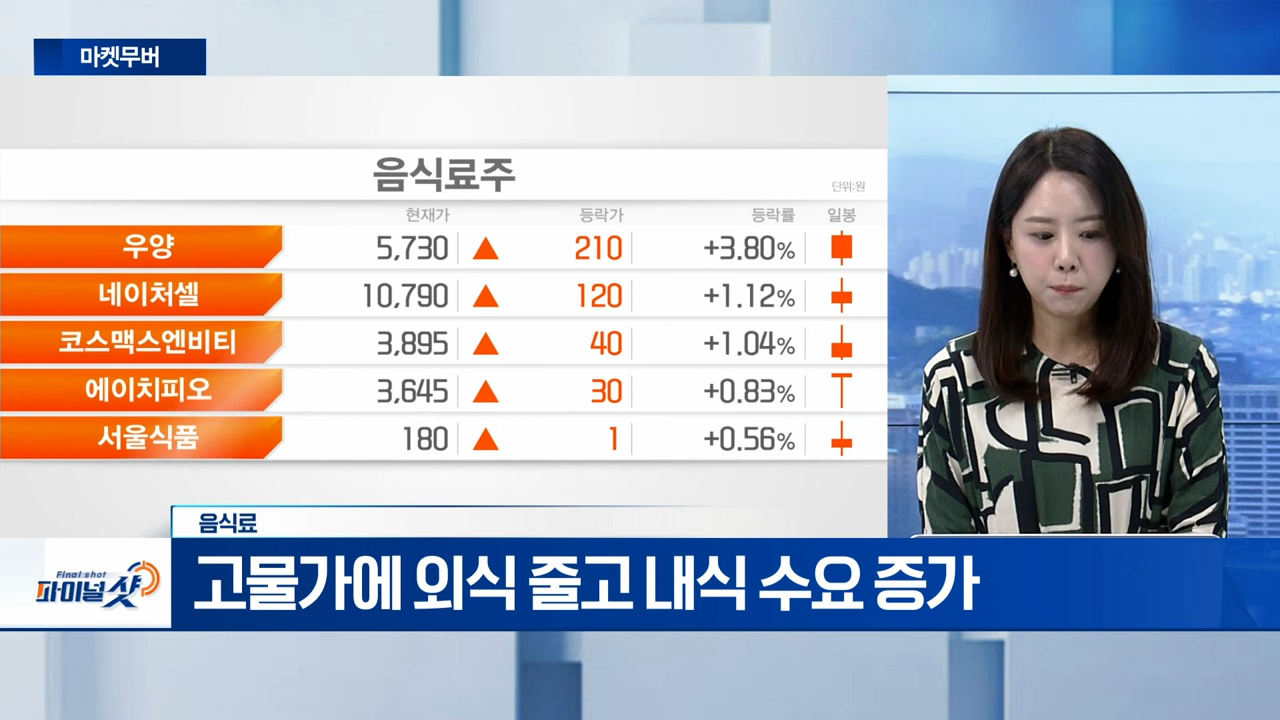 마켓무버
음식료주
단위:원
현재가 등락가 등락률 일봉
우양 5,730 ▲ 210 +3.80%
네이처셀 10,790 ▲ 120 +1.12%
코스맥스엔비티 3,895 ▲ 40 +1.04%
에이치피오 3,645 ▲ 30 +0.83%
서울식품 180 ▲ 1 +0.56%
음식료
Final shot
파이널샷
고물가에 외식 줄고 내식 수요 증가